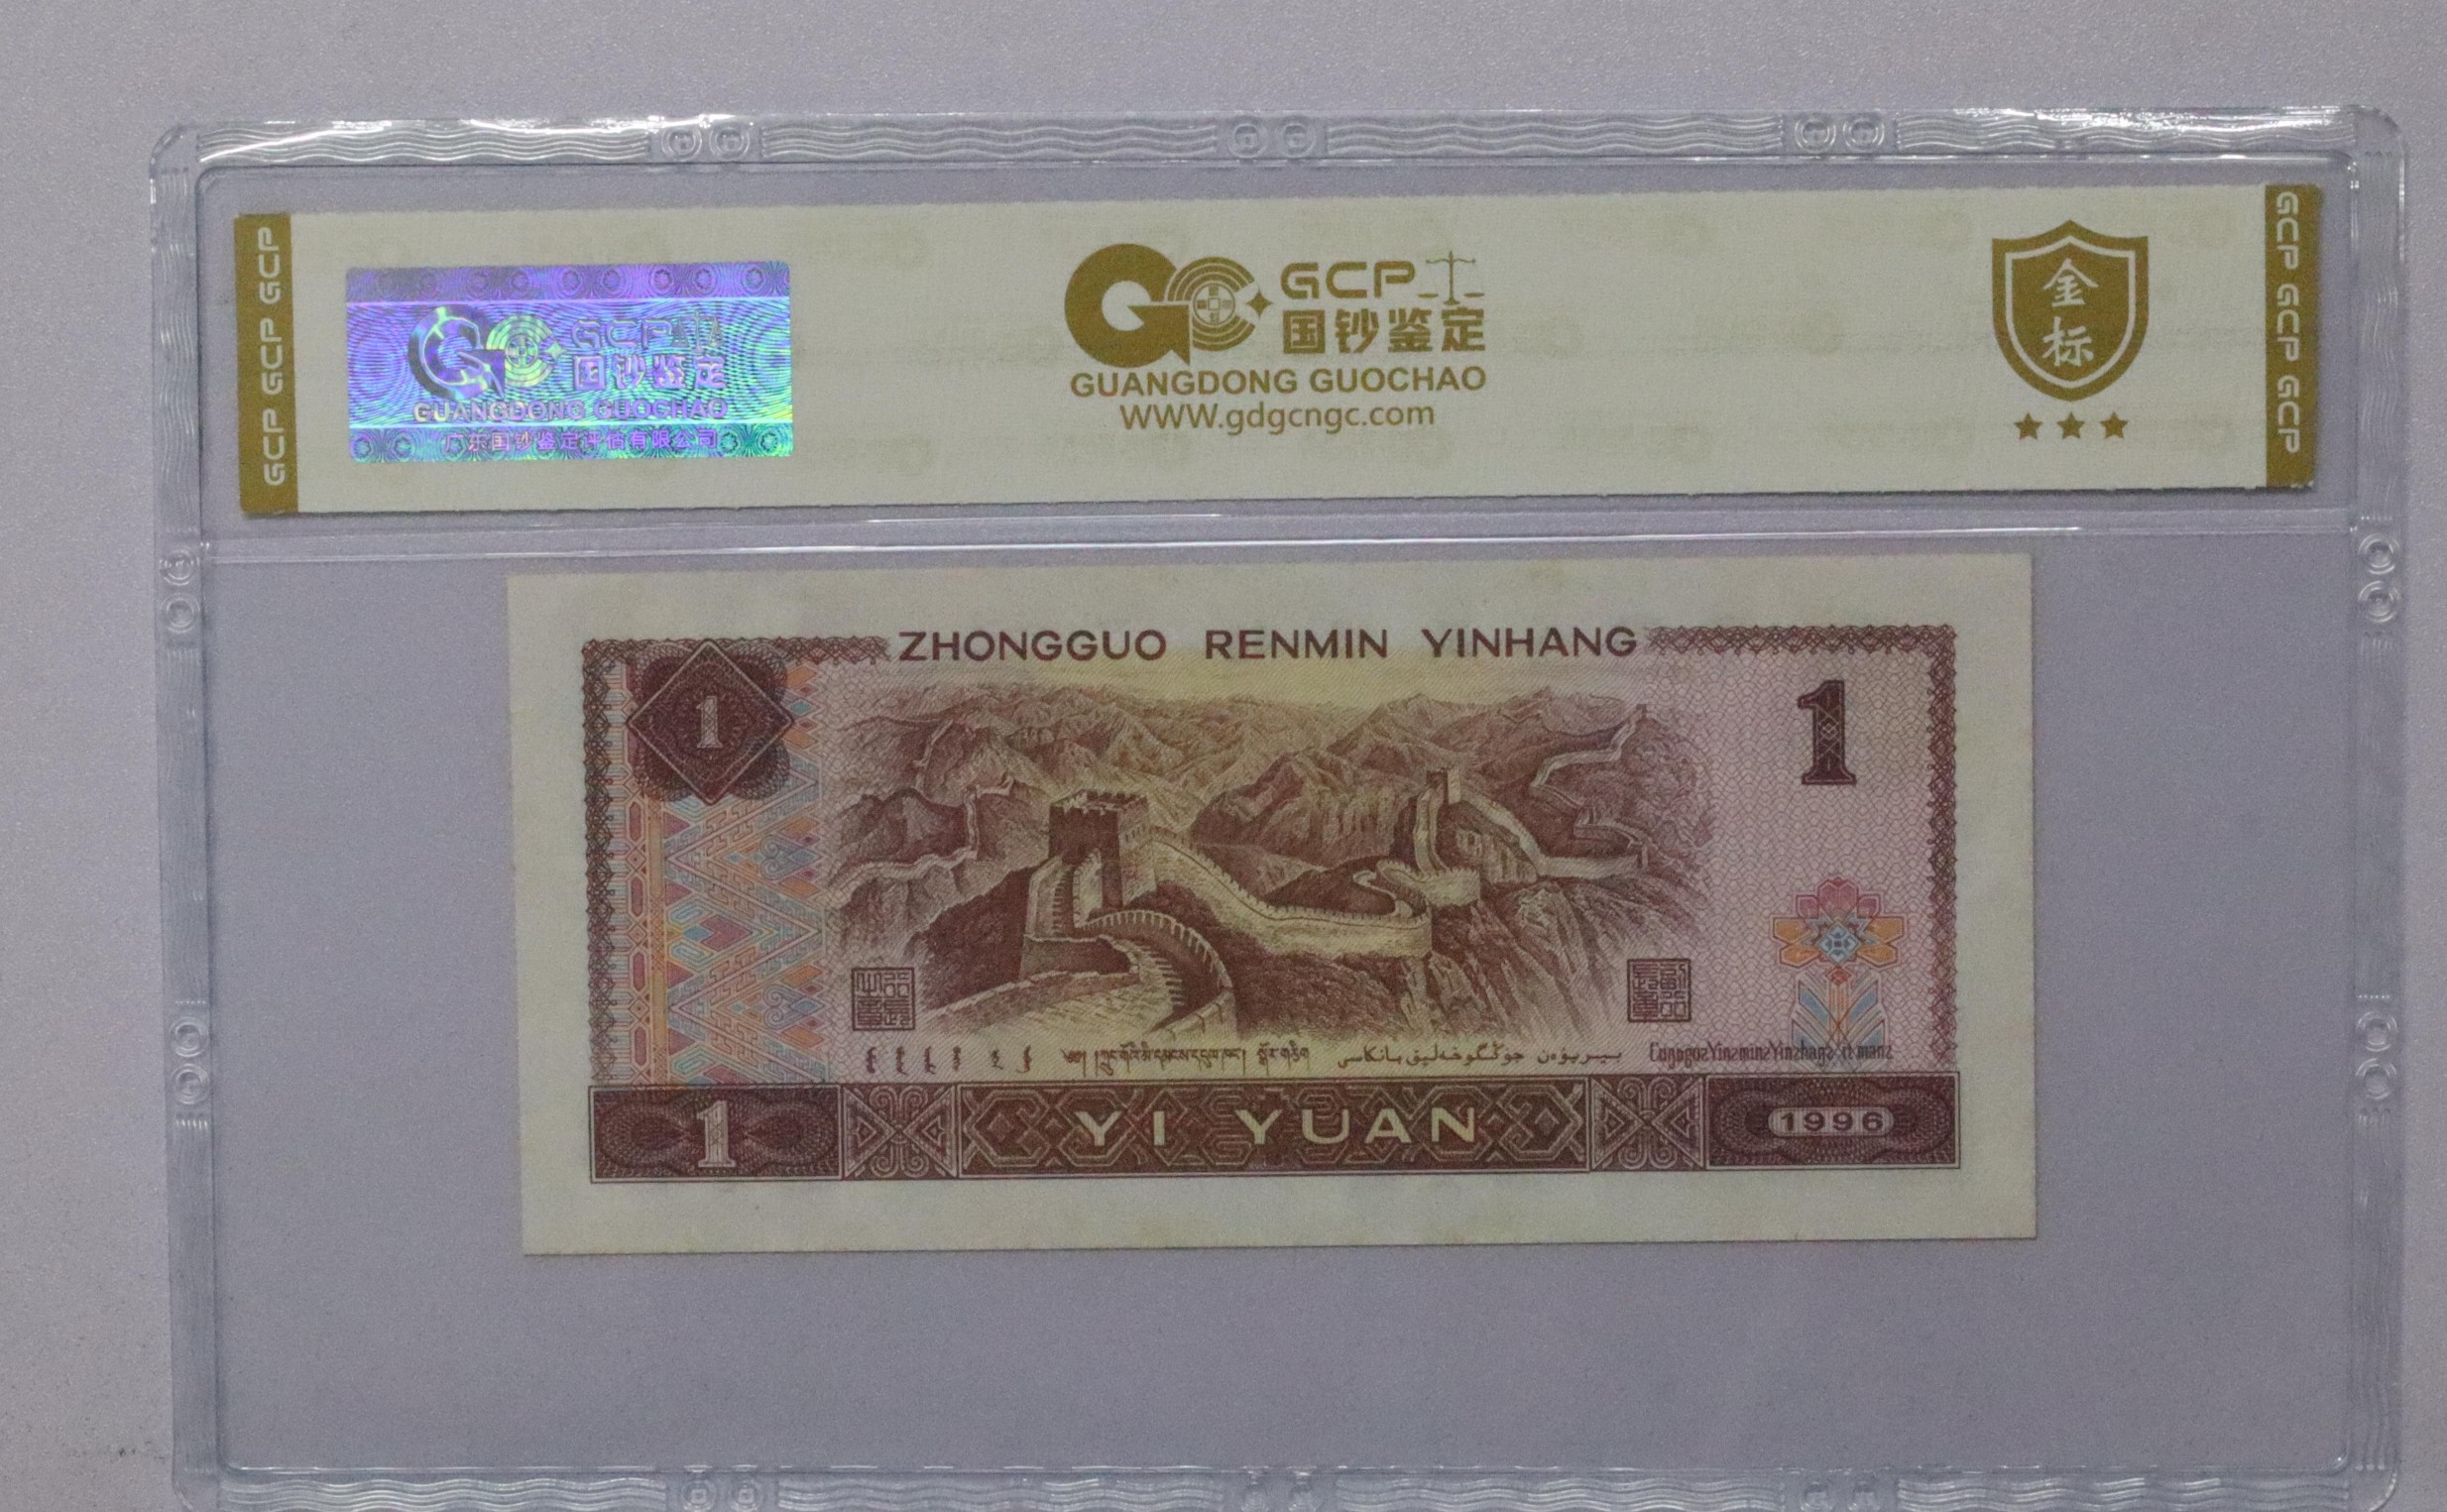 GCP GCP GCP
GCP
国钞鉴定
GUANGDONG GUOCHAO
广东国钞鉴定评估有限公司
GCP
国钞鉴定
GUANGDONG GUOCHAO
WWW.gdgcngc.com
金
标
GCP GCP GCP
ZHONGGUO RENMIN YINHANG
1
1
1
YI YUAN
1996